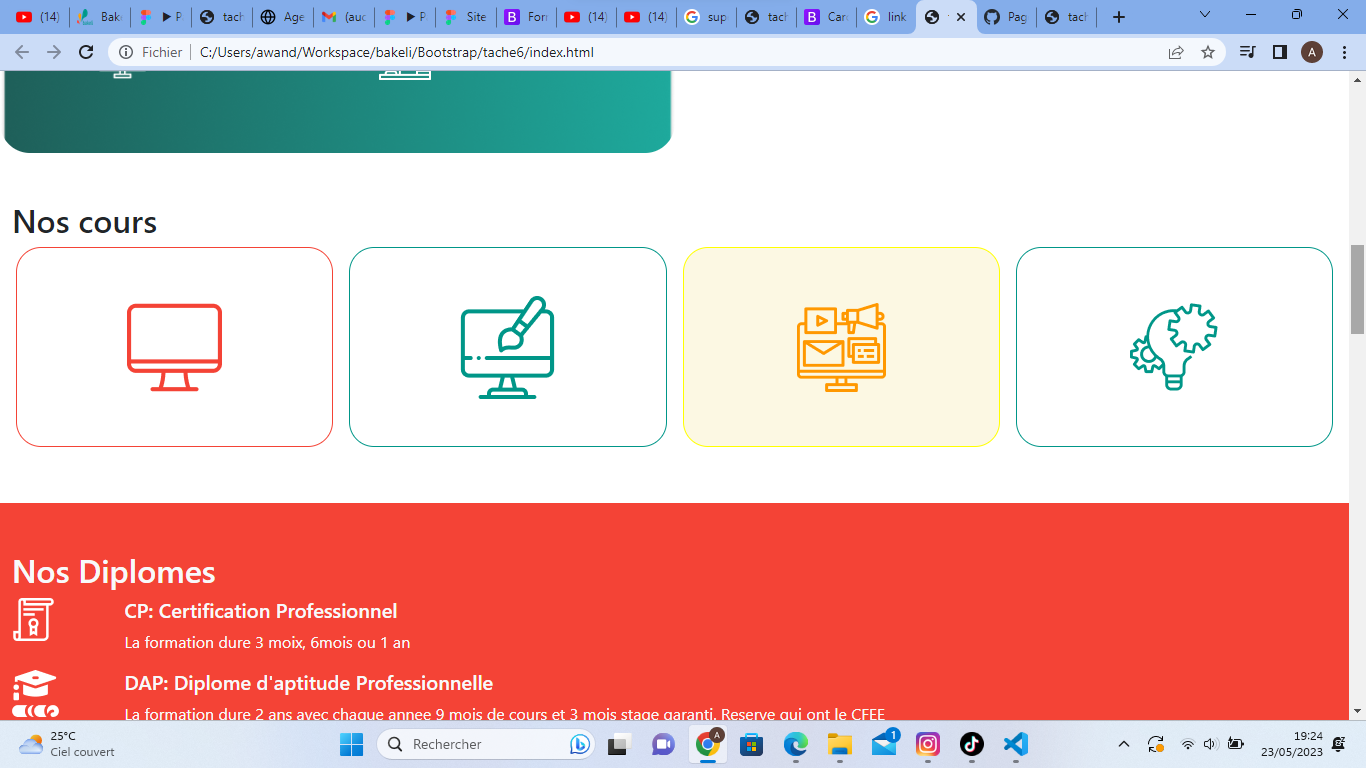 (14) Bake P tach Age (auc P Site Fori (14) (14) sup tach Car link Pag tach
Fichier C:/Users/awand/Workspace/bakeli/Bootstrap/tache6/index.html A
Nos cours
Nos Diplomes
CP: Certification Professionnel
La formation dure 3 moix, 6mois ou 1 an
DAP: Diplome d'aptitude Professionnelle
La formation dure 2 ans avec chaque annee 9 mois de cours et 3 mois stage garanti. Reserve qui ont le CFEE
25°C
Ciel couvert
Rechercher
A
1
19:24
23/05/2023